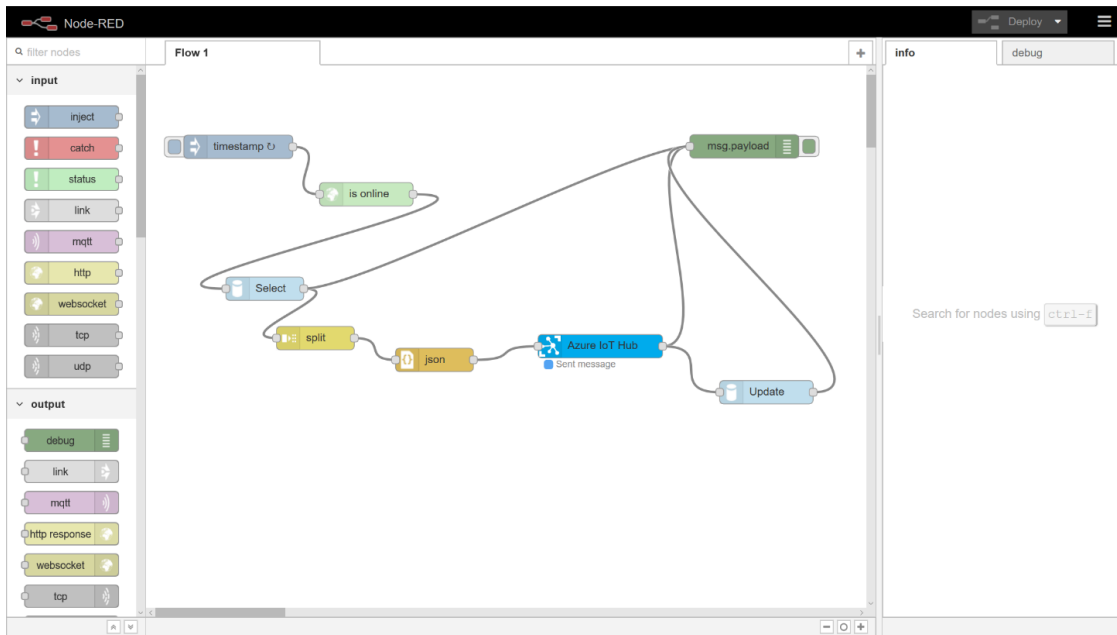 Node-RED
Deploy
filter nodes
Flow 1
info
debug
input
inject
catch
status
link
mqtt
http
websocket
tcp
udp
output
debug
link
mqtt
http response
websocket
tcp
timestamp ↻
is online
msg.payload
Select
split
json
Azure IoT Hub
Sent message
Update
Search for nodes using ctrl-f